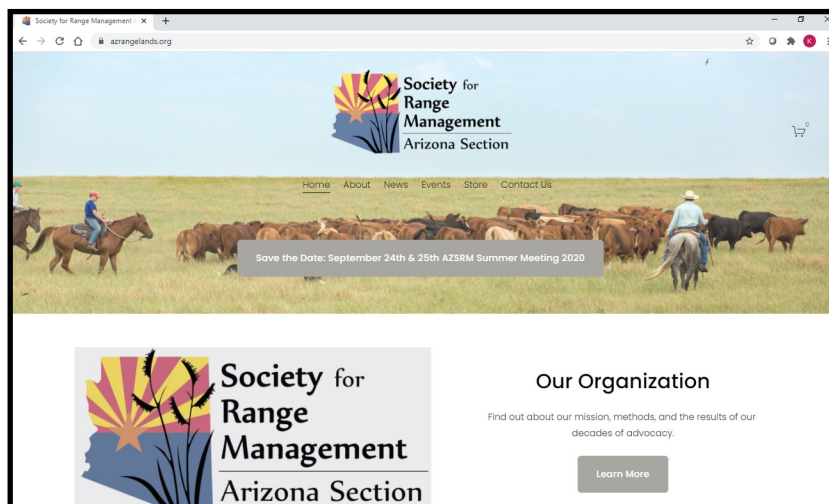 Society for Range Management
azrangelands.org
K
Society for
Range
Management
Arizona Section
0
Home About News Events Store Contact Us
Save the Date: September 24th & 25th AZSRM Summer Meeting 2020
Society for
Range
Management
Arizona Section
Our Organization
Find out about our mission, methods, and the results of our
decades of advocacy.
Learn More